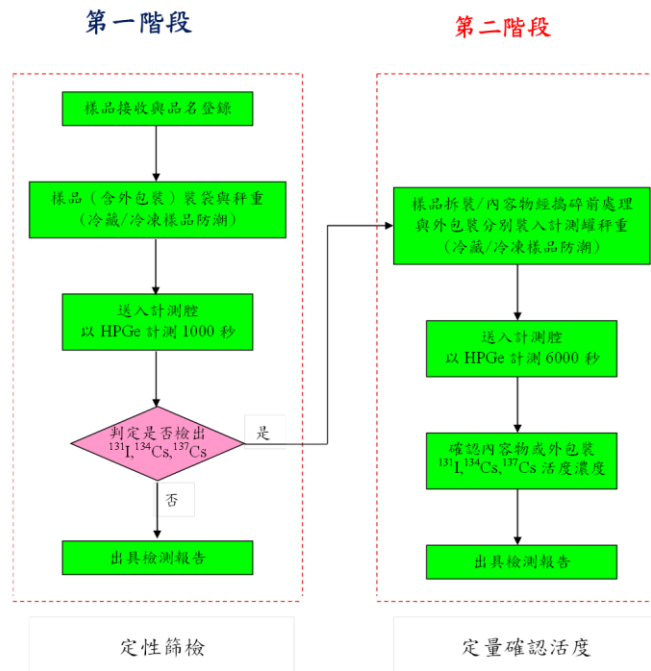 第一階段
樣品接收與品名登錄
樣品（含外包裝）裝袋與秤重
(冷藏/冷凍樣品防潮)
送入計測腔
以 HPGe 計測 1000 秒
判定是否檢出
¹³¹I,¹³⁴Cs,¹³⁷Cs
是
否
出具檢測報告
定性篩檢
第二階段
樣品拆裝/內容物經搗碎前處理
與外包裝分別裝入計測罐秤重
(冷藏/冷凍樣品防潮)
送入計測腔
以 HPGe 計測 6000 秒
確認內容物或外包裝
¹³¹I,¹³⁴Cs,¹³⁷Cs 活度濃度
出具檢測報告
定量確認活度